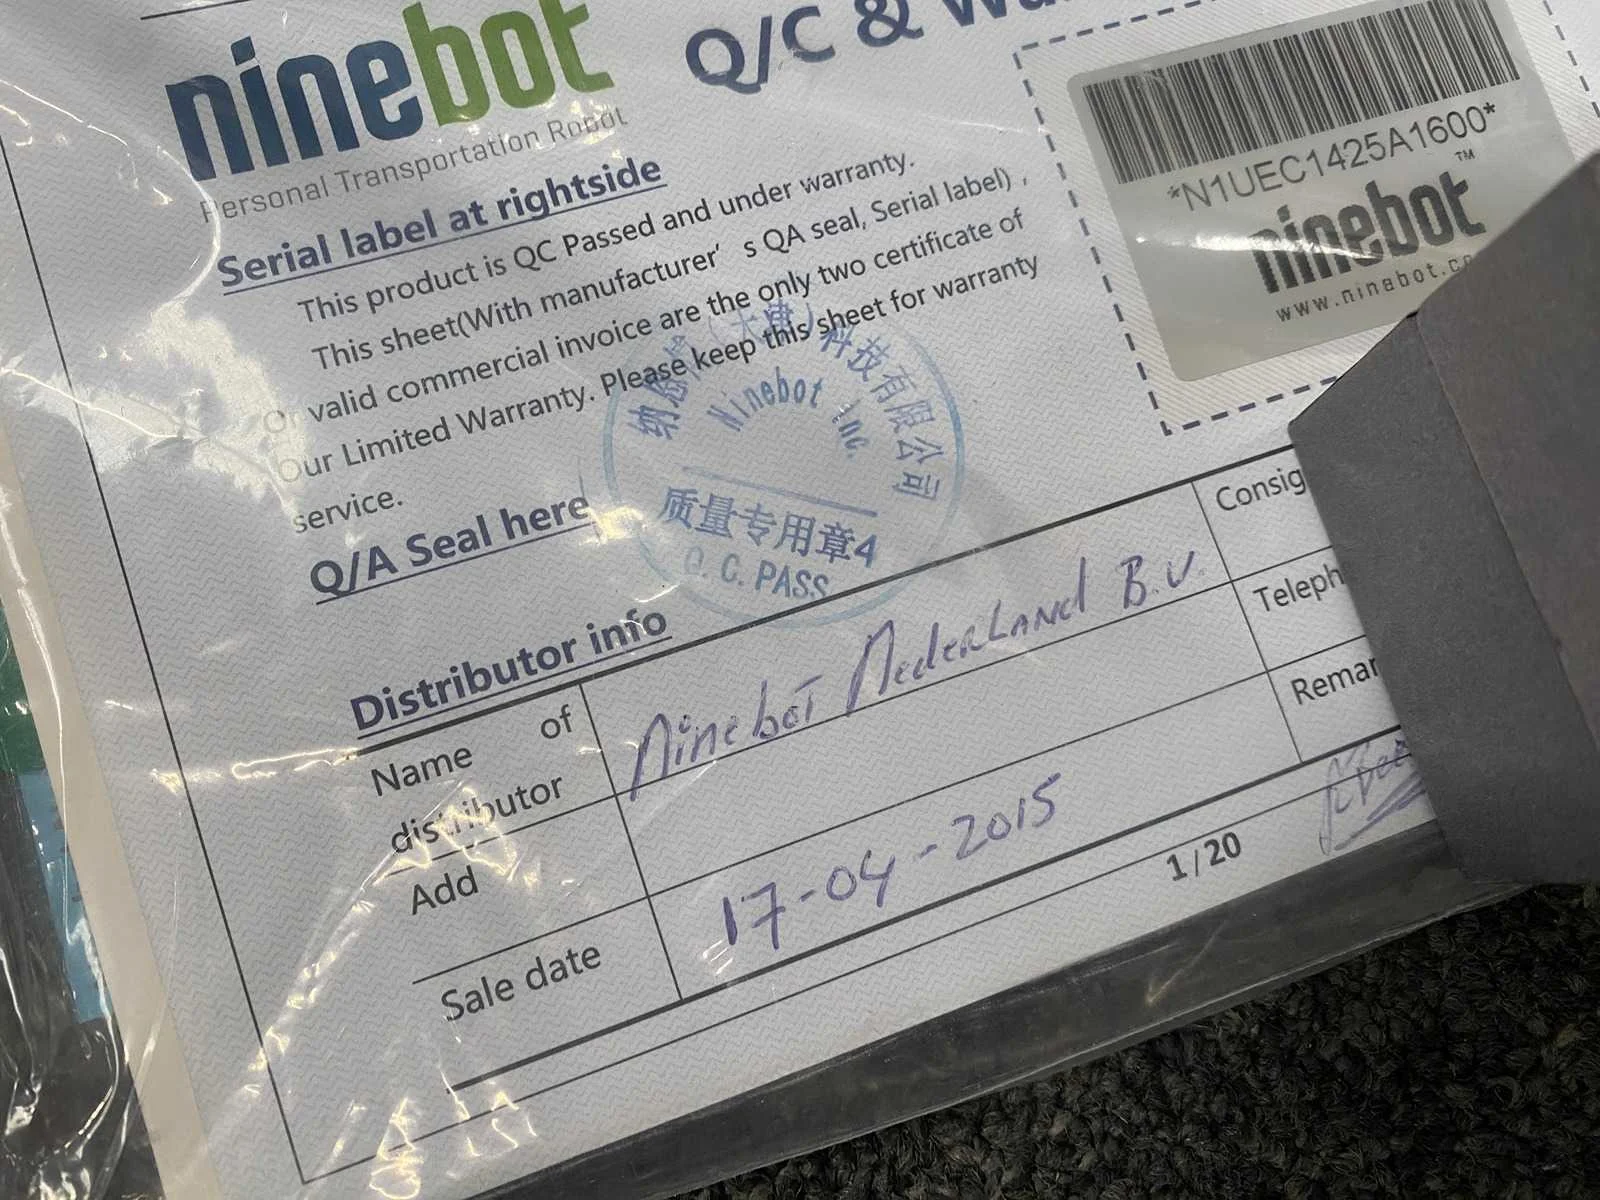 ninebot
Personal Transportation Robot
Q/C &
*N1UEC1425A1600*
ninebot™
www.ninebot.co
Serial label at rightside
This product is QC Passed and under warranty.
This sheet(With manufacturer's QA seal, Serial label) ,
Or valid commercial invoice are the only two certificate of
Our Limited Warranty. Please keep this sheet for warranty
service.
科技有限公司
Ninebot Inc.
质量专用章4
Q.C. PASS
Q/A Seal here
Distributor info
Name of distributor
Ninebot Nederland B.V.
Consig
Add
Teleph
Sale date
17-04-2015
Remar
1/20